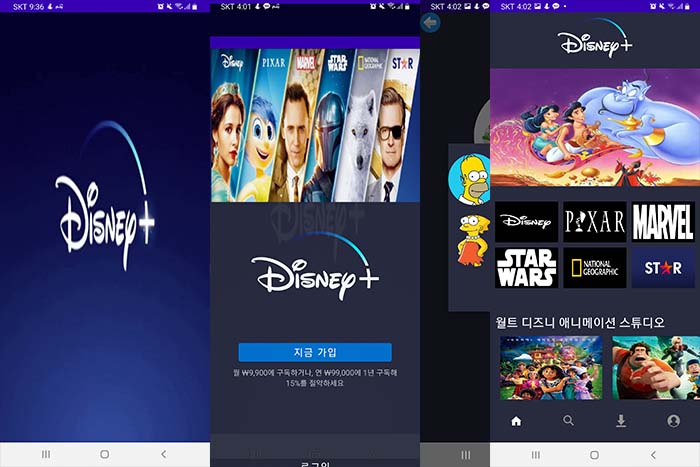 SKT 9:36
Disney+
SKT 4:01
Disney
PIXAR
MARVEL
STAR WARS
NATIONAL GEOGRAPHIC
STAR
Disney+
지금 가입
월 ₩9,900에 구독하거나, 연 ₩99,000에 1년 구독해
15%를 절약하세요
로그인
SKT 4:02
SKT 4:02
Disney+
Disney
PIXAR
MARVEL
STAR
WARS
NATIONAL
GEOGRAPHIC
STAR
월트 디즈니 애니메이션 스튜디오